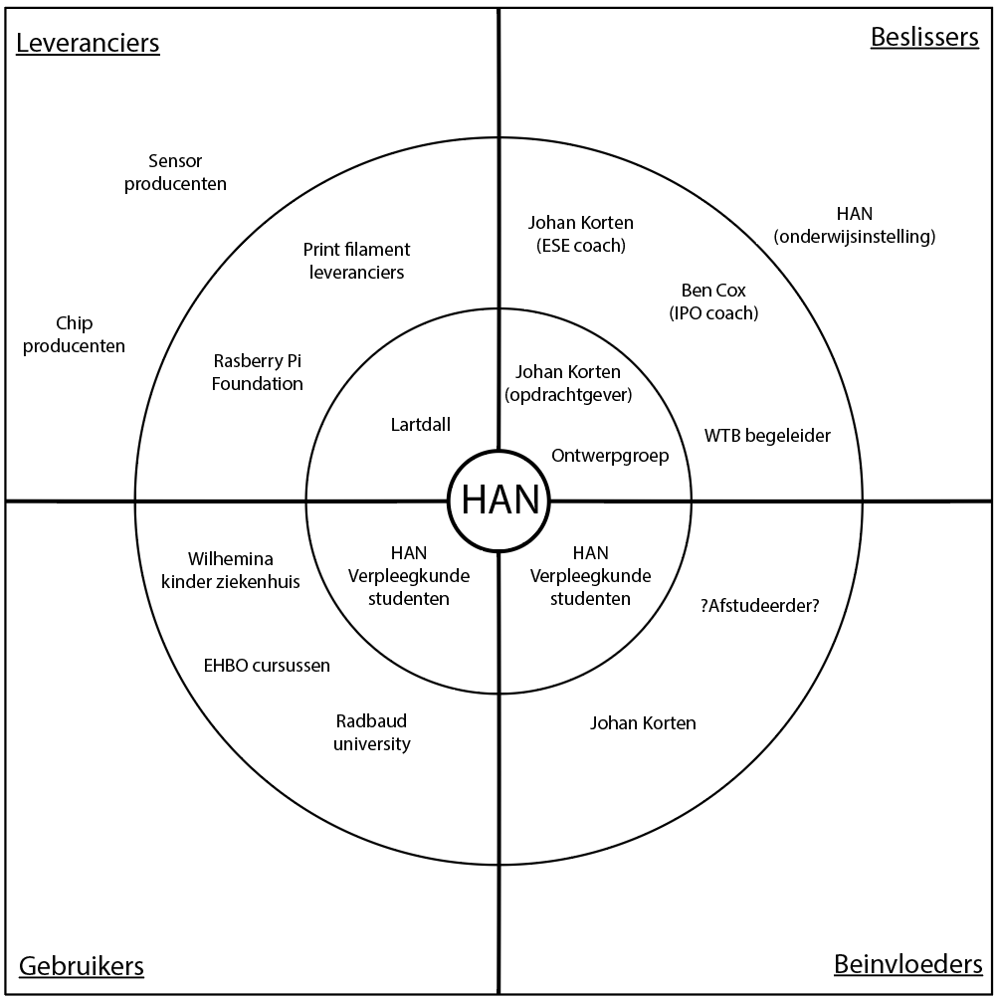 Leveranciers
Sensor
producenten
Print filament
leveranciers
Chip
producenten
Rasberry Pi
Foundation
Lartdall
Beslissers
Johan Korten
(ESE coach)
HAN
(onderwijsinstelling)
Ben Cox
(IPO coach)
Johan Korten
(opdrachtgever)
WTB begeleider
Ontwerpgroep
HAN
Wilhemina
kinder ziekenhuis
HAN
Verpleegkunde
studenten
EHBO cursussen
Radbaud
university
Gebruikers
HAN
Verpleegkunde
studenten
?Afstudeerder?
Johan Korten
Beinvloeders